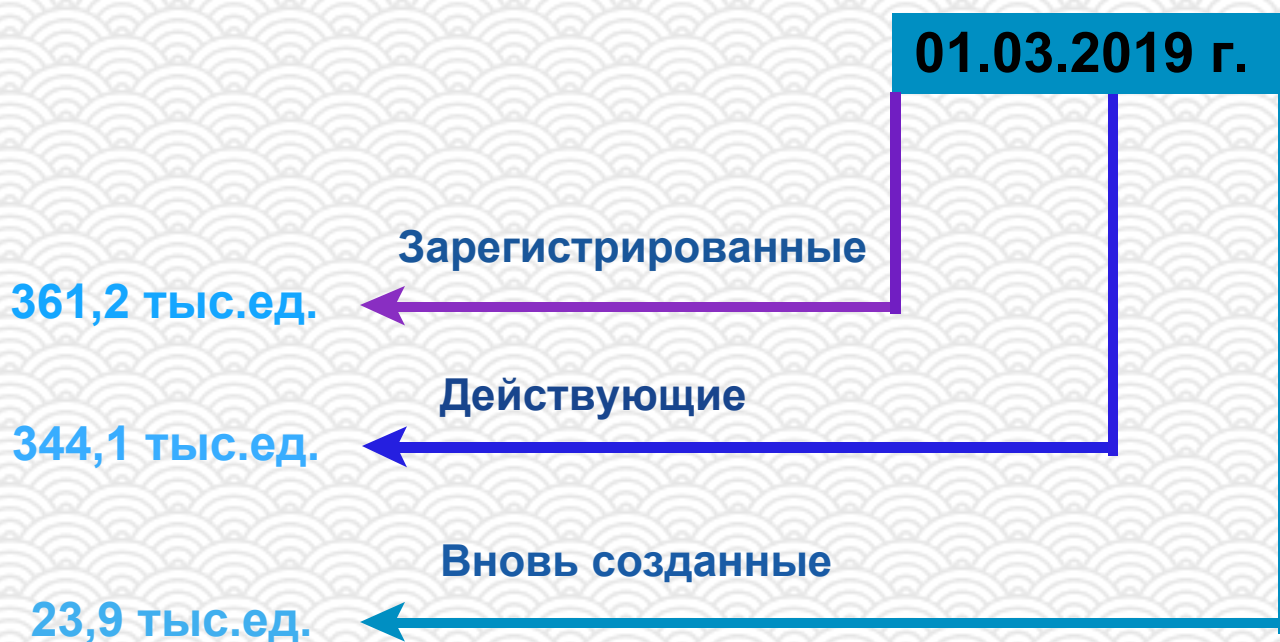 01.03.2019 г.
Зарегистрированные
361,2 тыс.ед.
Действующие
344,1 тыс.ед.
Вновь созданные
23,9 тыс.ед.